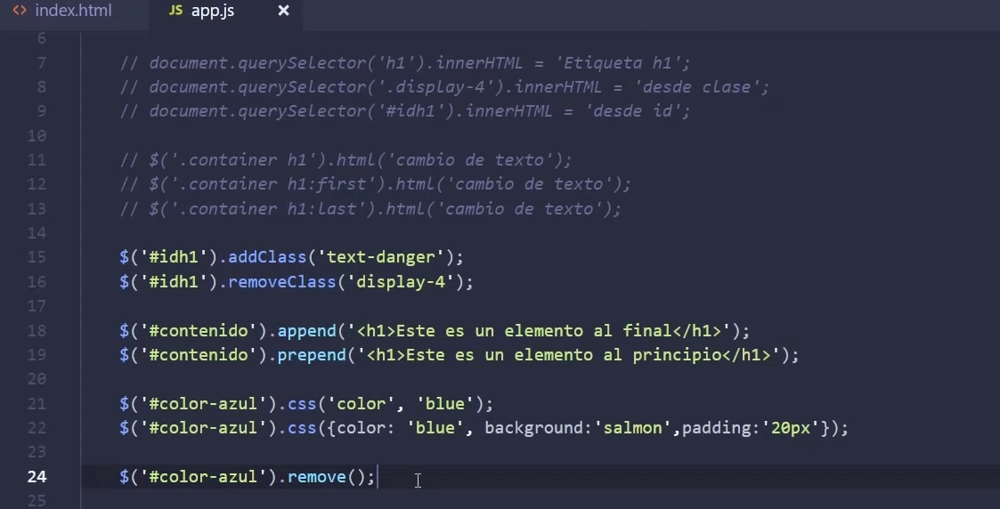 <> index.html JS app.js ×
6
7 // document.querySelector('h1').innerHTML = 'Etiqueta h1';
8 // document.querySelector('.display-4').innerHTML = 'desde clase';
9 // document.querySelector('#idh1').innerHTML = 'desde id';
10
11 // $('.container h1').html('cambio de texto');
12 // $('.container h1:first').html('cambio de texto');
13 // $('.container h1:last').html('cambio de texto');
14
15 $('#idh1').addClass('text-danger');
16 $('#idh1').removeClass('display-4');
17
18 $('#contenido').append('<h1>Este es un elemento al final</h1>');
19 $('#contenido').prepend('<h1>Este es un elemento al principio</h1>');
20
21 $('#color-azul').css('color', 'blue');
22 $('#color-azul').css({color: 'blue', background:'salmon',padding:'20px'});
23
24 $('#color-azul').remove();
25